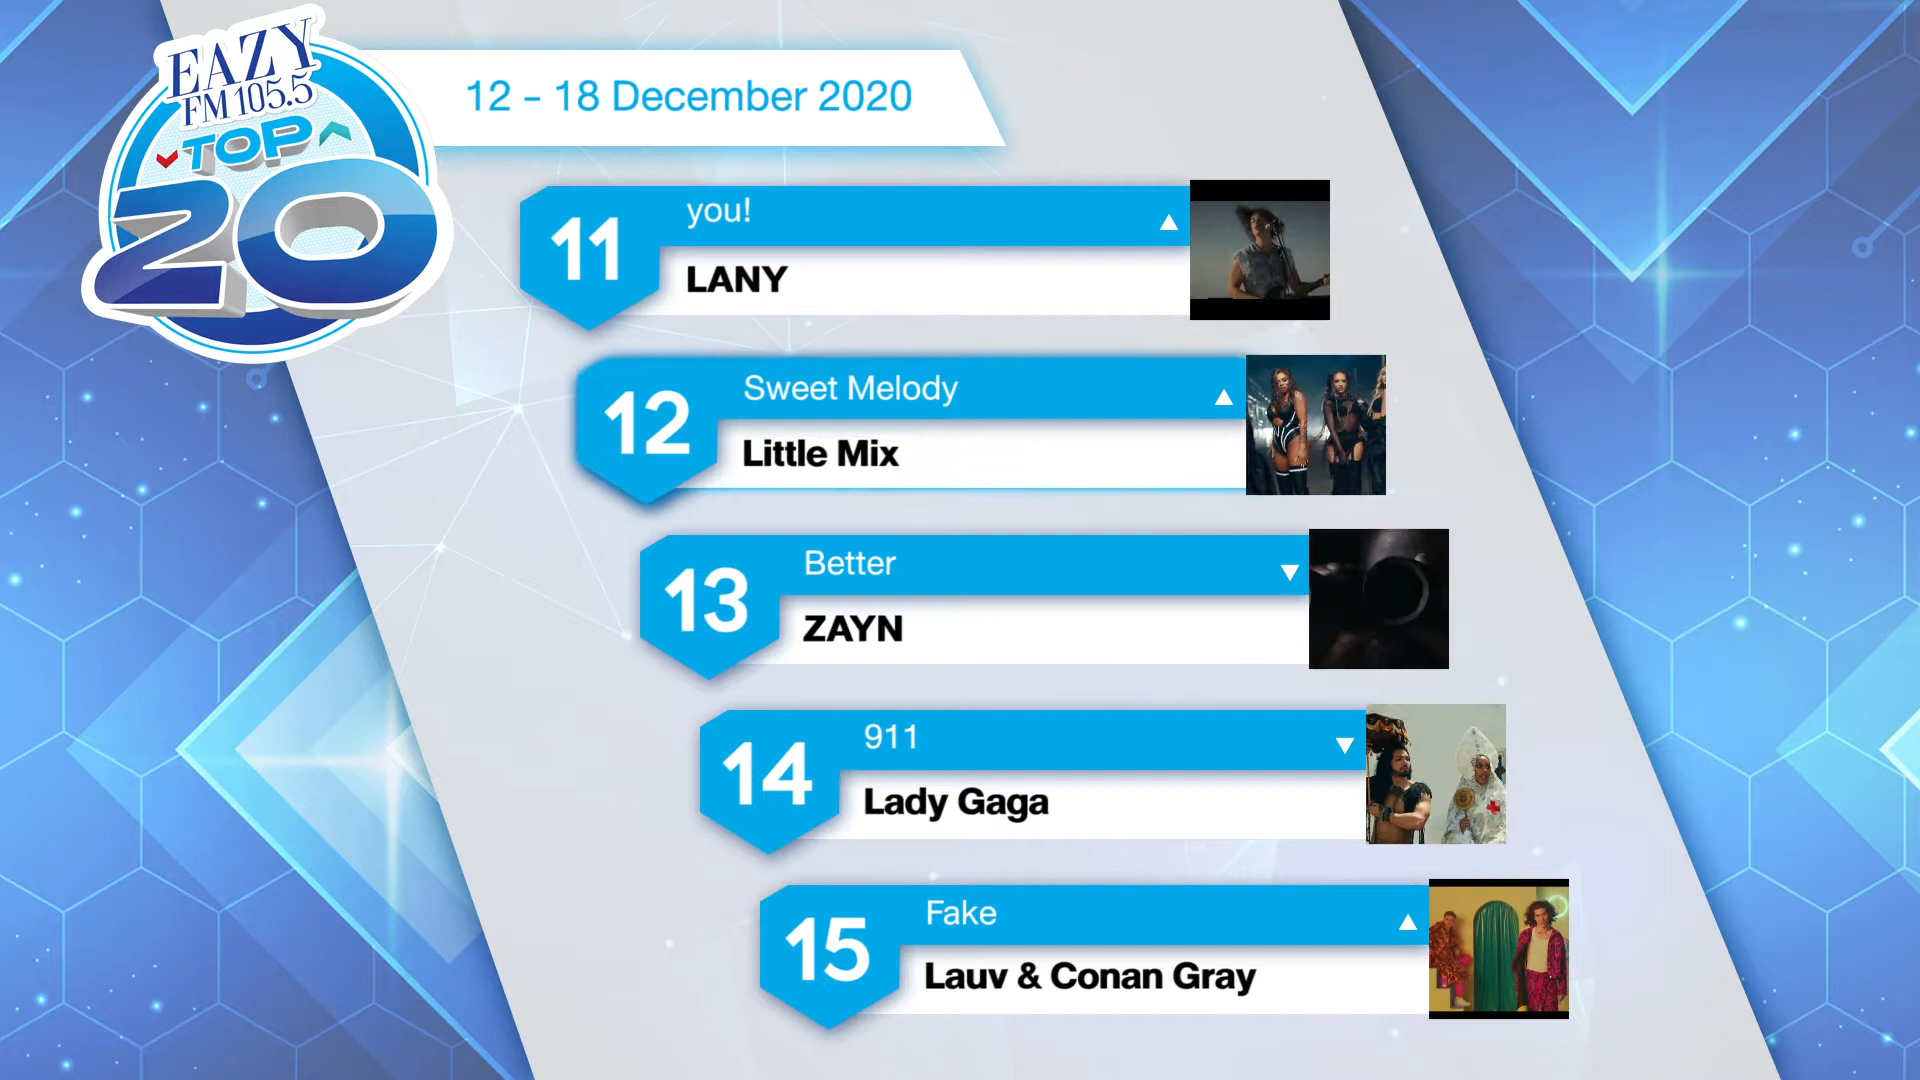 EAZY
FM 105.5
TOP
20
12 - 18 December 2020
11
you!
LANY
12
Sweet Melody
Little Mix
13
Better
ZAYN
14
911
Lady Gaga
15
Fake
Lauv & Conan Gray